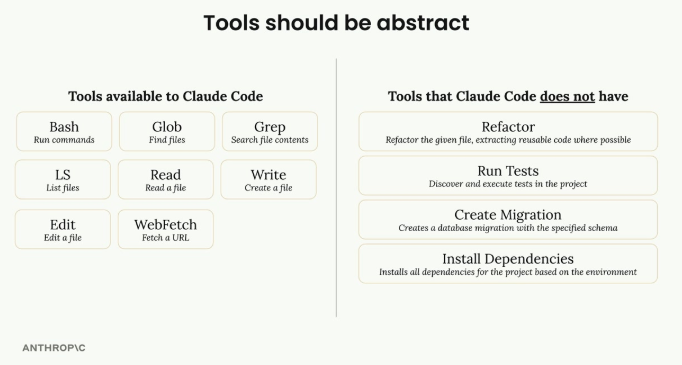 Tools should be abstract
Tools available to Claude Code
Bash
Run commands
Glob
Find files
Grep
Search file contents
LS
List files
Read
Read a file
Write
Create a file
Edit
Edit a file
WebFetch
Fetch a URL
Tools that Claude Code does not have
Refactor
Refactor the given file, extracting reusable code where possible
Run Tests
Discover and execute tests in the project
Create Migration
Creates a database migration with the specified schema
Install Dependencies
Installs all dependencies for the project based on the environment
ANTHROP\C